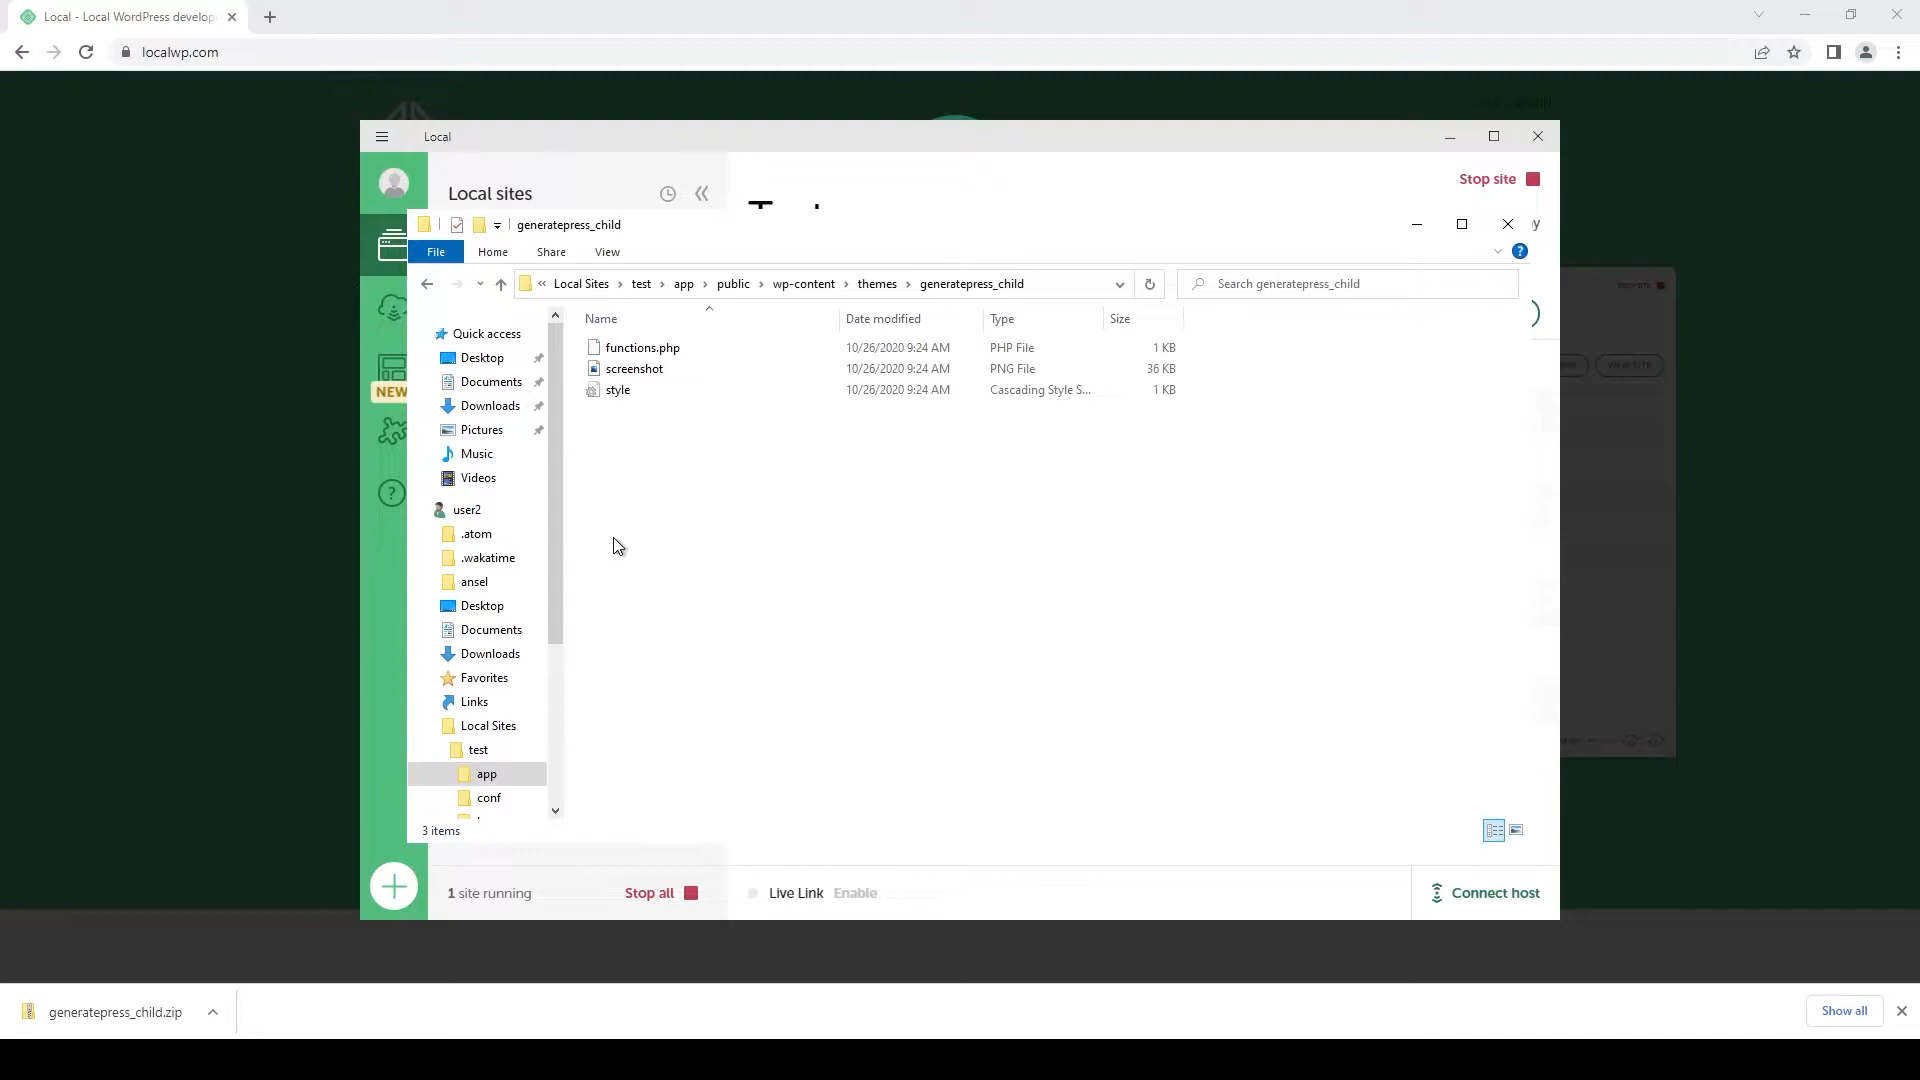 Local - Local WordPress develop
localwp.com
Local
Local sites
Stop site
generatepress_child
File
Home
Share
View
Local Sites
test
app
public
wp-content
themes
generatepress_child
Search generatepress_child
Name
Date modified
Type
Size
functions.php
10/26/2020 9:24 AM
PHP File
1 KB
screenshot
10/26/2020 9:24 AM
PNG File
36 KB
style
10/26/2020 9:24 AM
Cascading Style S...
1 KB
Quick access
Desktop
Documents
Downloads
Pictures
Music
Videos
user2
.atom
.wakatime
ansel
Desktop
Documents
Downloads
Favorites
Links
Local Sites
test
app
conf
NEW
3 items
1 site running
Stop all
Live Link
Enable
Connect host
generatepress_child.zip
Show all